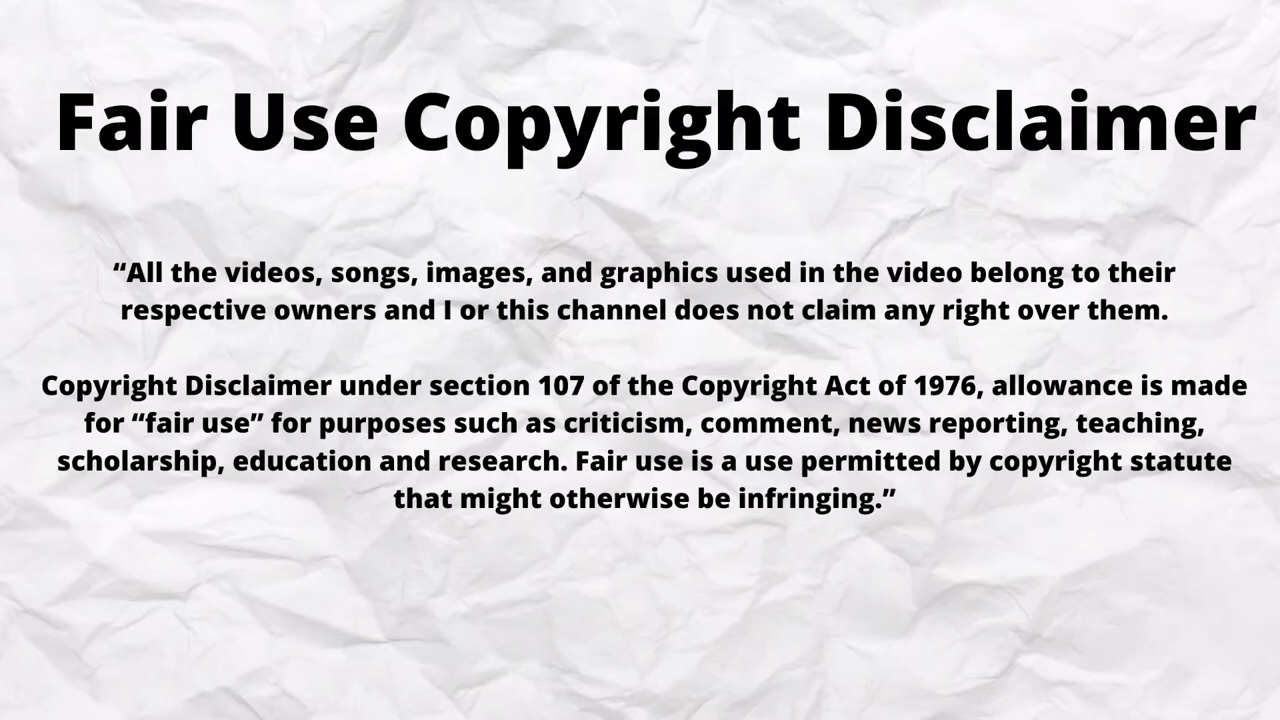 Fair Use Copyright Disclaimer
“All the videos, songs, images, and graphics used in the video belong to their
respective owners and I or this channel does not claim any right over them.
Copyright Disclaimer under section 107 of the Copyright Act of 1976, allowance is made
for “fair use” for purposes such as criticism, comment, news reporting, teaching,
scholarship, education and research. Fair use is a use permitted by copyright statute
that might otherwise be infringing.”